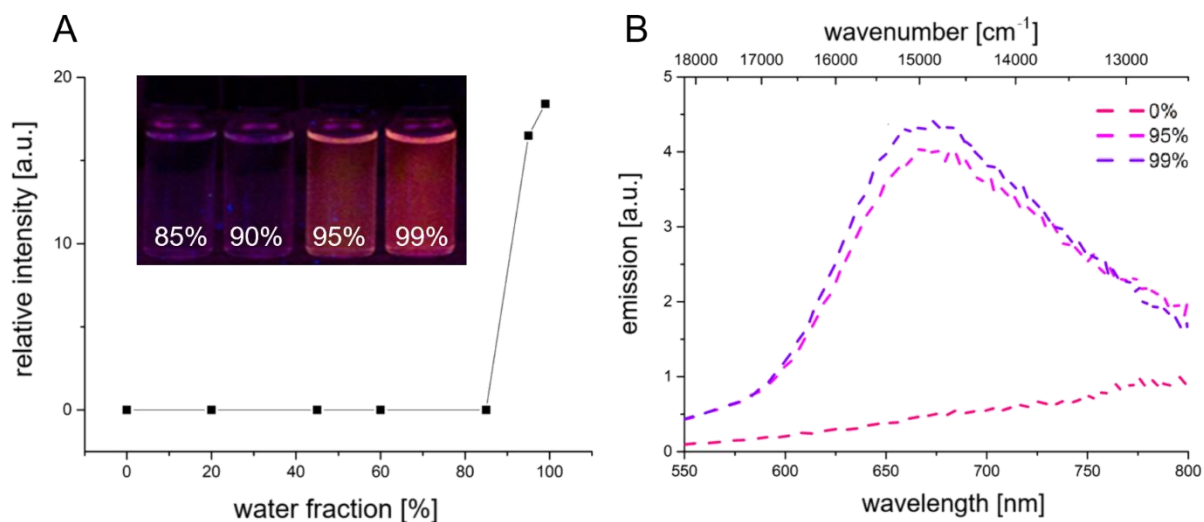 A
relative intensity [a.u.]
20
10
0
85% 90% 95% 99%
0 20 40 60 80 100
water fraction [%]
B
wavenumber [cm⁻¹]
18000 17000 16000 15000 14000 13000
emission [a.u.]
5
4
3
2
1
0
0%
95%
99%
550 600 650 700 750 800
wavelength [nm]